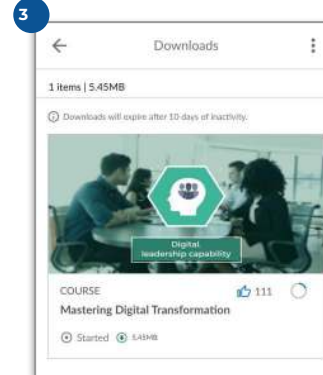 3
Downloads
1 items | 5.45MB
Downloads will expire after 10 days of inactivity.
Digital
leadership capability
COURSE
111
Mastering Digital Transformation
Started 5.45MB